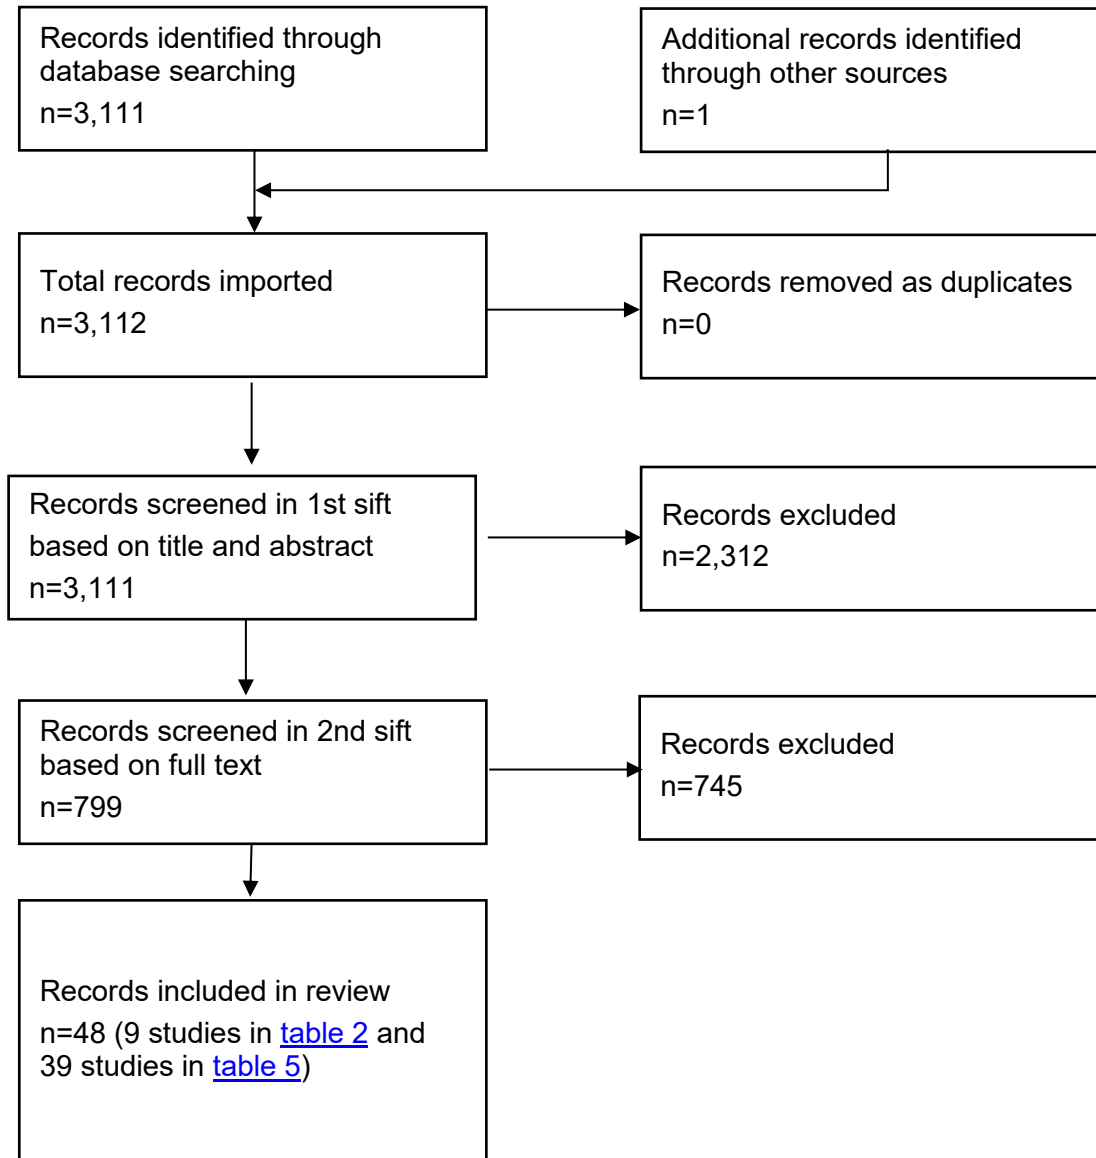 Records identified through
database searching
n=3,111
Additional records identified
through other sources
n=1
Total records imported
n=3,112
Records removed as duplicates
n=0
Records screened in 1st sift
based on title and abstract
n=3,111
Records excluded
n=2,312
Records screened in 2nd sift
based on full text
n=799
Records excluded
n=745
Records included in review
n=48 (9 studies in table 2 and
39 studies in table 5)